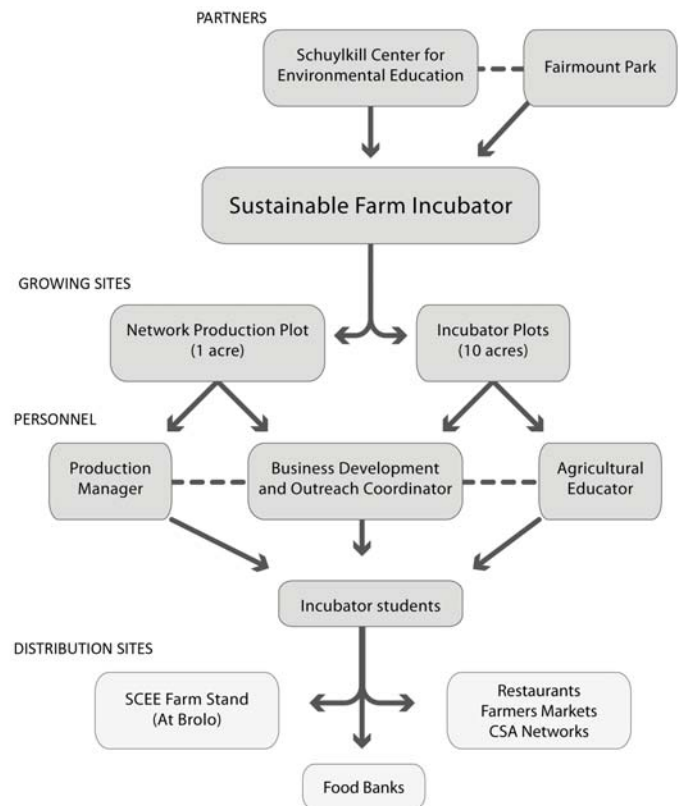 PARTNERS
Schuylkill Center for
Environmental Education
Fairmount Park
Sustainable Farm Incubator
GROWING SITES
Network Production Plot
(1 acre)
Incubator Plots
(10 acres)
PERSONNEL
Production
Manager
Business Development
and Outreach Coordinator
Agricultural
Educator
Incubator students
DISTRIBUTION SITES
SCEE Farm Stand
(At Brolo)
Restaurants
Farmers Markets
CSA Networks
Food Banks